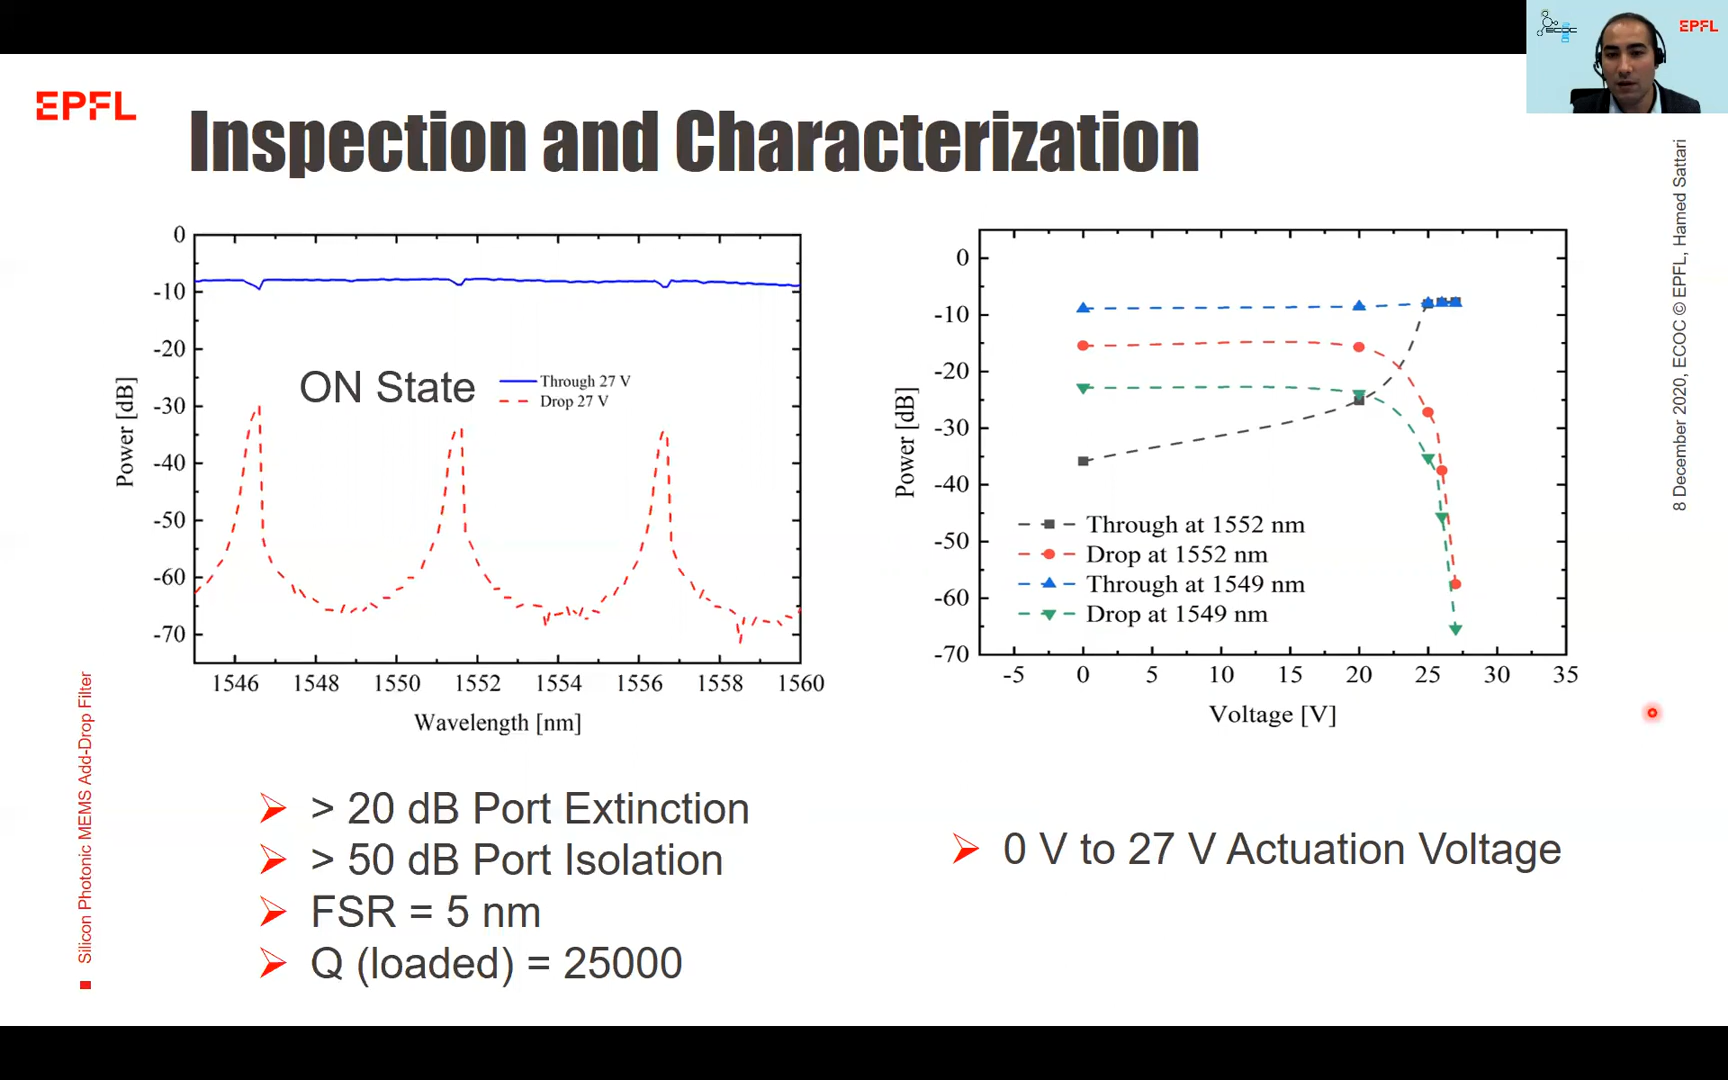 ECOC
EPFL
EPFL
Inspection and Characterization
8 December 2020, ECOC © EPFL, Hamed Sattari
Silicon Photonic MEMS Add-Drop Filter
0
-10
-20
-30
-40
-50
-60
-70
Power [dB]
ON State
Through 27 V
Drop 27 V
1546 1548 1550 1552 1554 1556 1558 1560
Wavelength [nm]
0
-10
-20
-30
-40
-50
-60
-70
Power [dB]
Through at 1552 nm
Drop at 1552 nm
Through at 1549 nm
Drop at 1549 nm
-5 0 5 10 15 20 25 30 35
Voltage [V]
> 20 dB Port Extinction
> 50 dB Port Isolation
FSR = 5 nm
Q (loaded) = 25000
0 V to 27 V Actuation Voltage